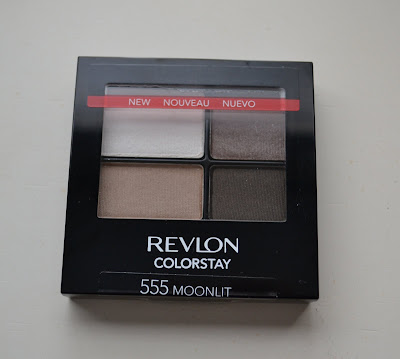 NEW NOUVEAU NUEVO
REVLON
COLORSTAY
555 MOONLIT